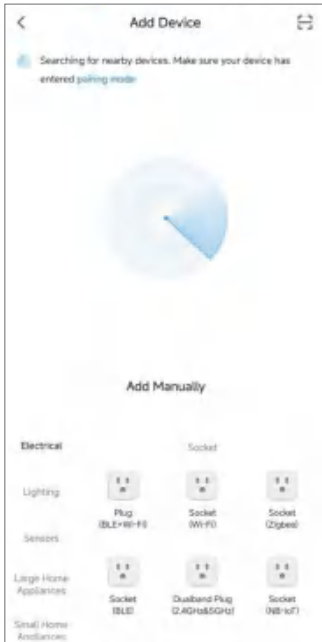 Add Device
Searching for nearby devices. Make sure your device has
entered pairing mode
Add Manually
Electrical
Socket
Lighting
Plug
(BLE+Wi-Fi)
Socket
(Wi-Fi)
Socket
(Zigbee)
Sensors
Large Home
Appliances
Socket
(BLE)
Dualband Plug
(2.4GHz&5GHz)
Socket
(NB-IoT)
Small Home
Appliances